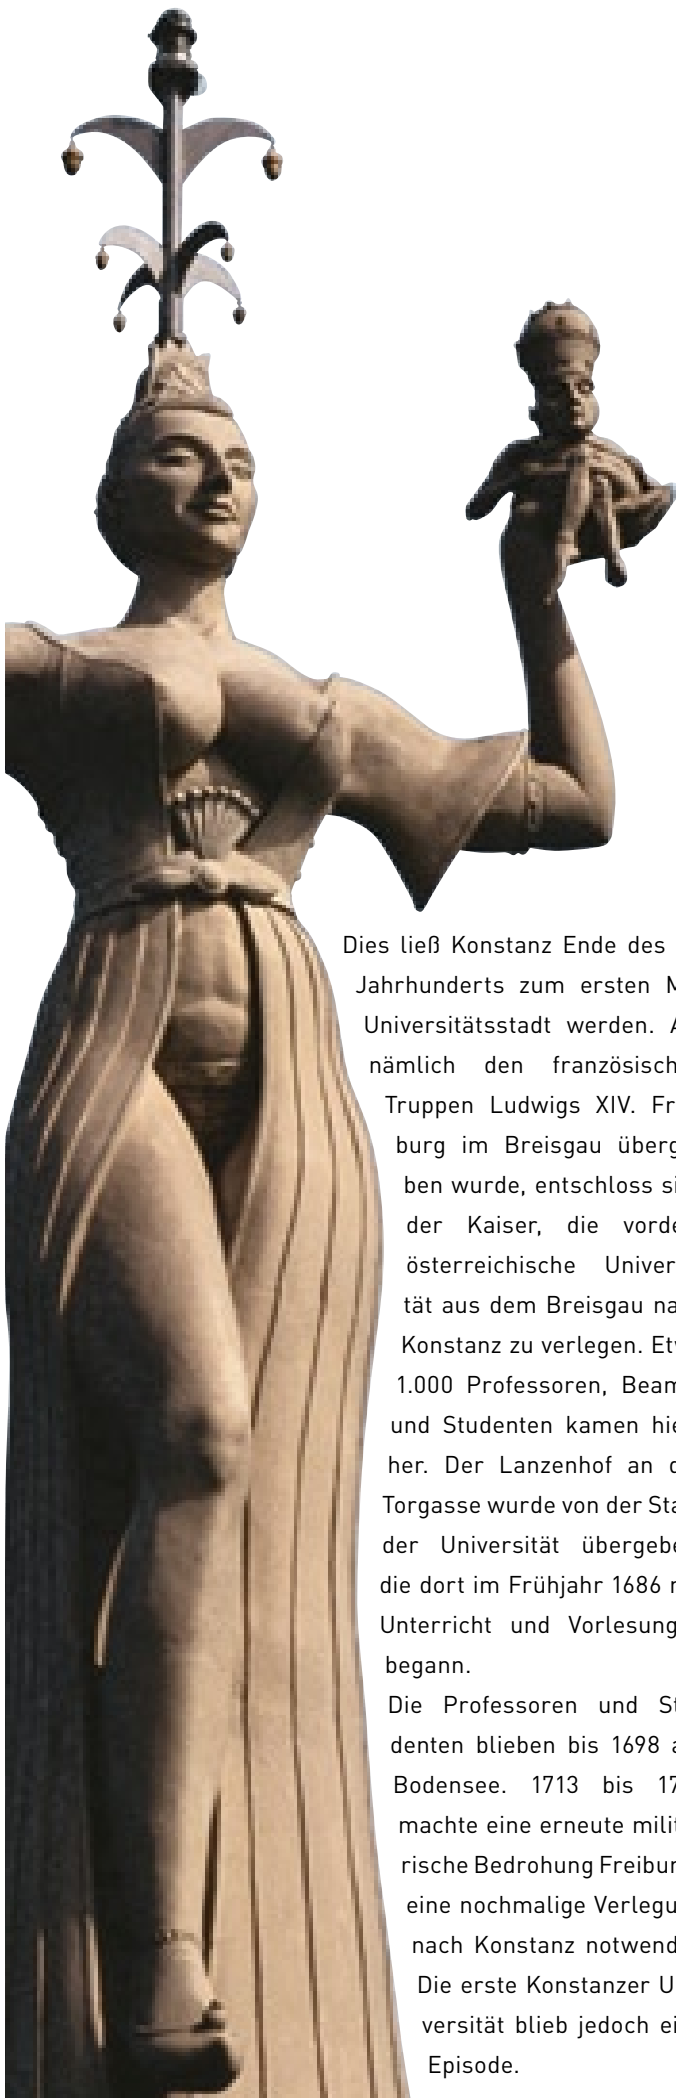 Dies ließ Konstanz Ende des
Jahrhunderts zum ersten M
Universitätsstadt werden. A
nämlich den französisch
Truppen Ludwigs XIV. Fr
burg im Breisgau überg
ben wurde, entschloss si
der Kaiser, die vorde
österreichische Univer
tät aus dem Breisgau na
Konstanz zu verlegen. Etw
1.000 Professoren, Beam
und Studenten kamen hie
her. Der Lanzenhof an d
Torgasse wurde von der Sta
der Universität übergebe
die dort im Frühjahr 1686
Unterricht und Vorlesung
begann.
Die Professoren und St
denten blieben bis 1698 a
Bodensee. 1713 bis 17
machte eine erneute milit
rische Bedrohung Freibur
eine nochmalige Verlegu
nach Konstanz notwend
Die erste Konstanzer U
versität blieb jedoch ei
Episode.